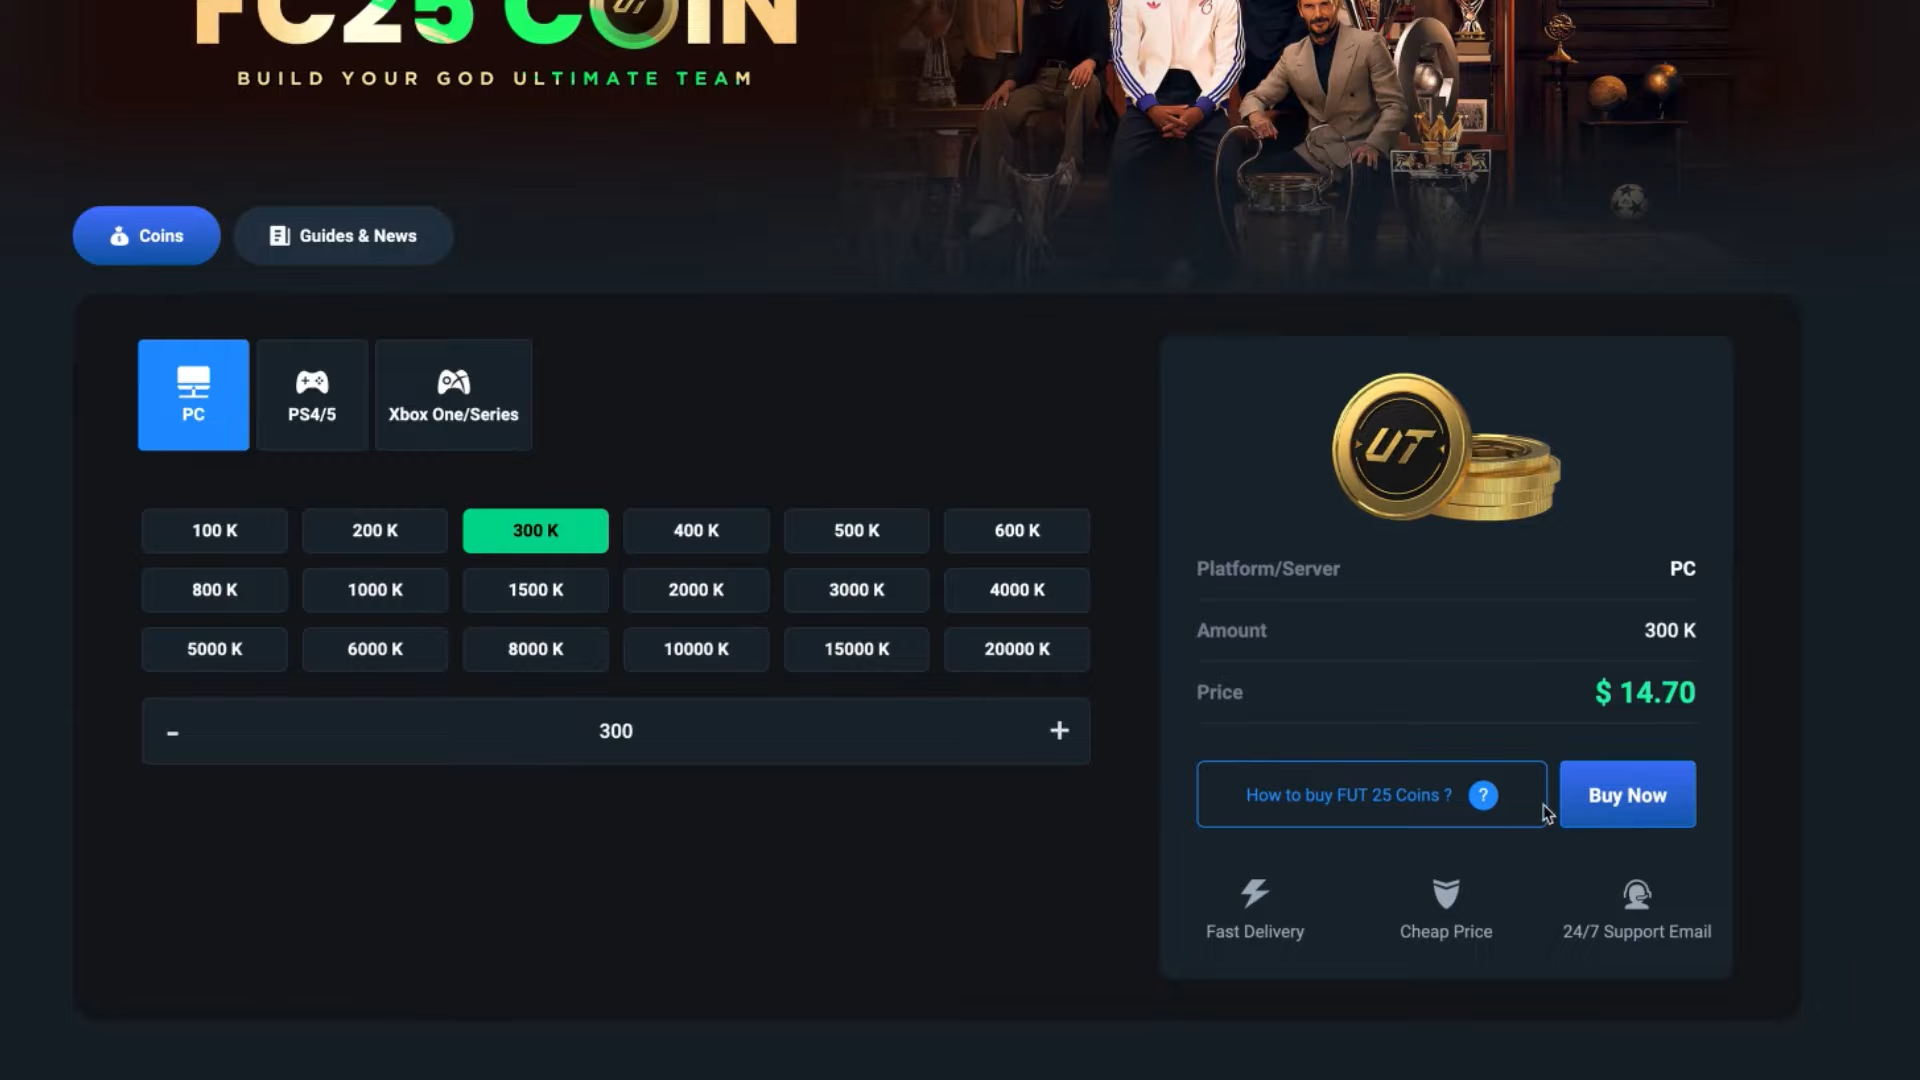 FC25 COIN
BUILD YOUR GOD ULTIMATE TEAM
Coins
Guides & News
PC
PS4/5
Xbox One/Series
100 K
200 K
300 K
400 K
500 K
600 K
800 K
1000 K
1500 K
2000 K
3000 K
4000 K
5000 K
6000 K
8000 K
10000 K
15000 K
20000 K
- 300 +
UT
Platform/Server PC
Amount 300 K
Price $ 14.70
How to buy FUT 25 Coins ? ?
Buy Now
Fast Delivery
Cheap Price
24/7 Support Email